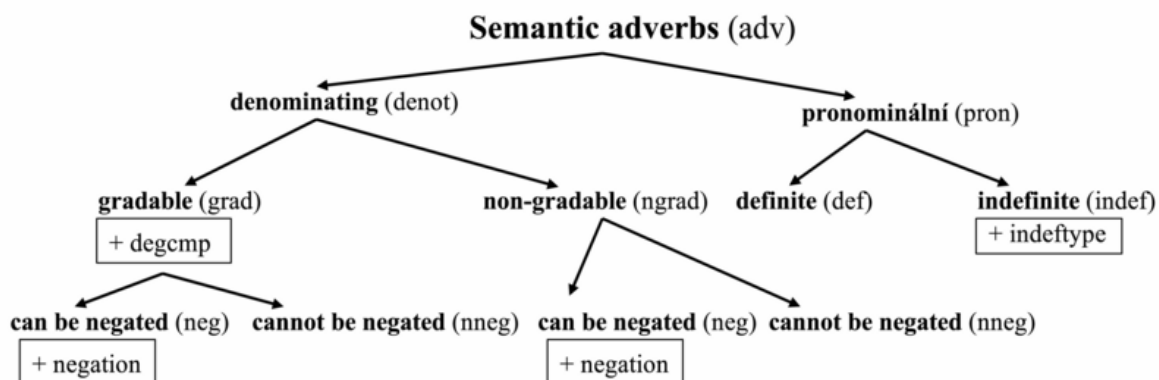 Semantic adverbs (adv)
denominating (denot)
pronominální (pron)
gradable (grad)
non-gradable (ngrad)
definite (def)
indefinite (indef)
+ degcmp
+ indeftype
can be negated (neg)
cannot be negated (nneg)
can be negated (neg)
cannot be negated (nneg)
+ negation
+ negation